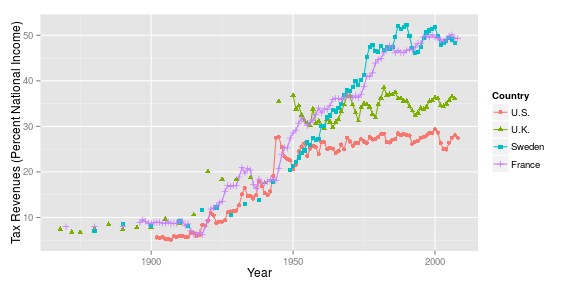 Tax Revenues (Percent National Income)
50
40
30
20
10
1900
1950
2000
Year
Country
U.S.
U.K.
Sweden
France